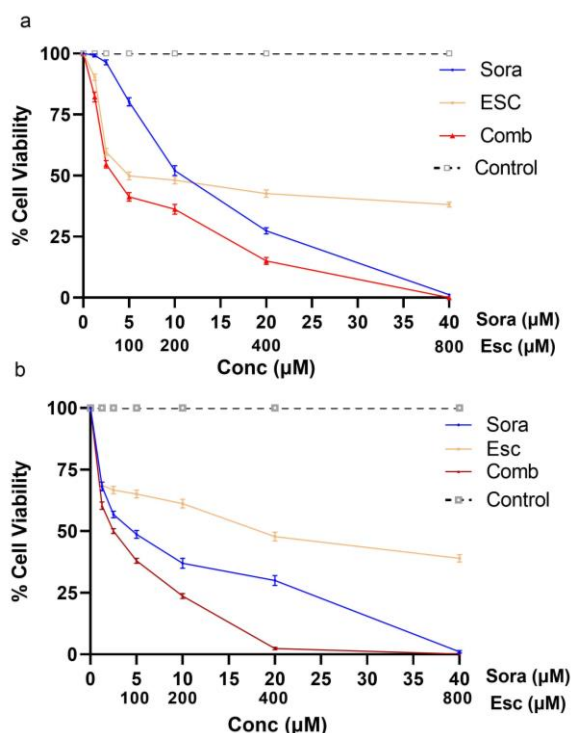 a
100
75
50
25
0
% Cell Viability
Sora
ESC
Comb
Control
0 5 10 15 20 25 30 35 40 Sora (µM)
100 200 400 800 Esc (µM)
Conc (µM)
b
100
75
50
25
0
% Cell Viability
Sora
Esc
Comb
Control
0 5 10 15 20 25 30 35 40 Sora (µM)
100 200 400 800 Esc (µM)
Conc (µM)